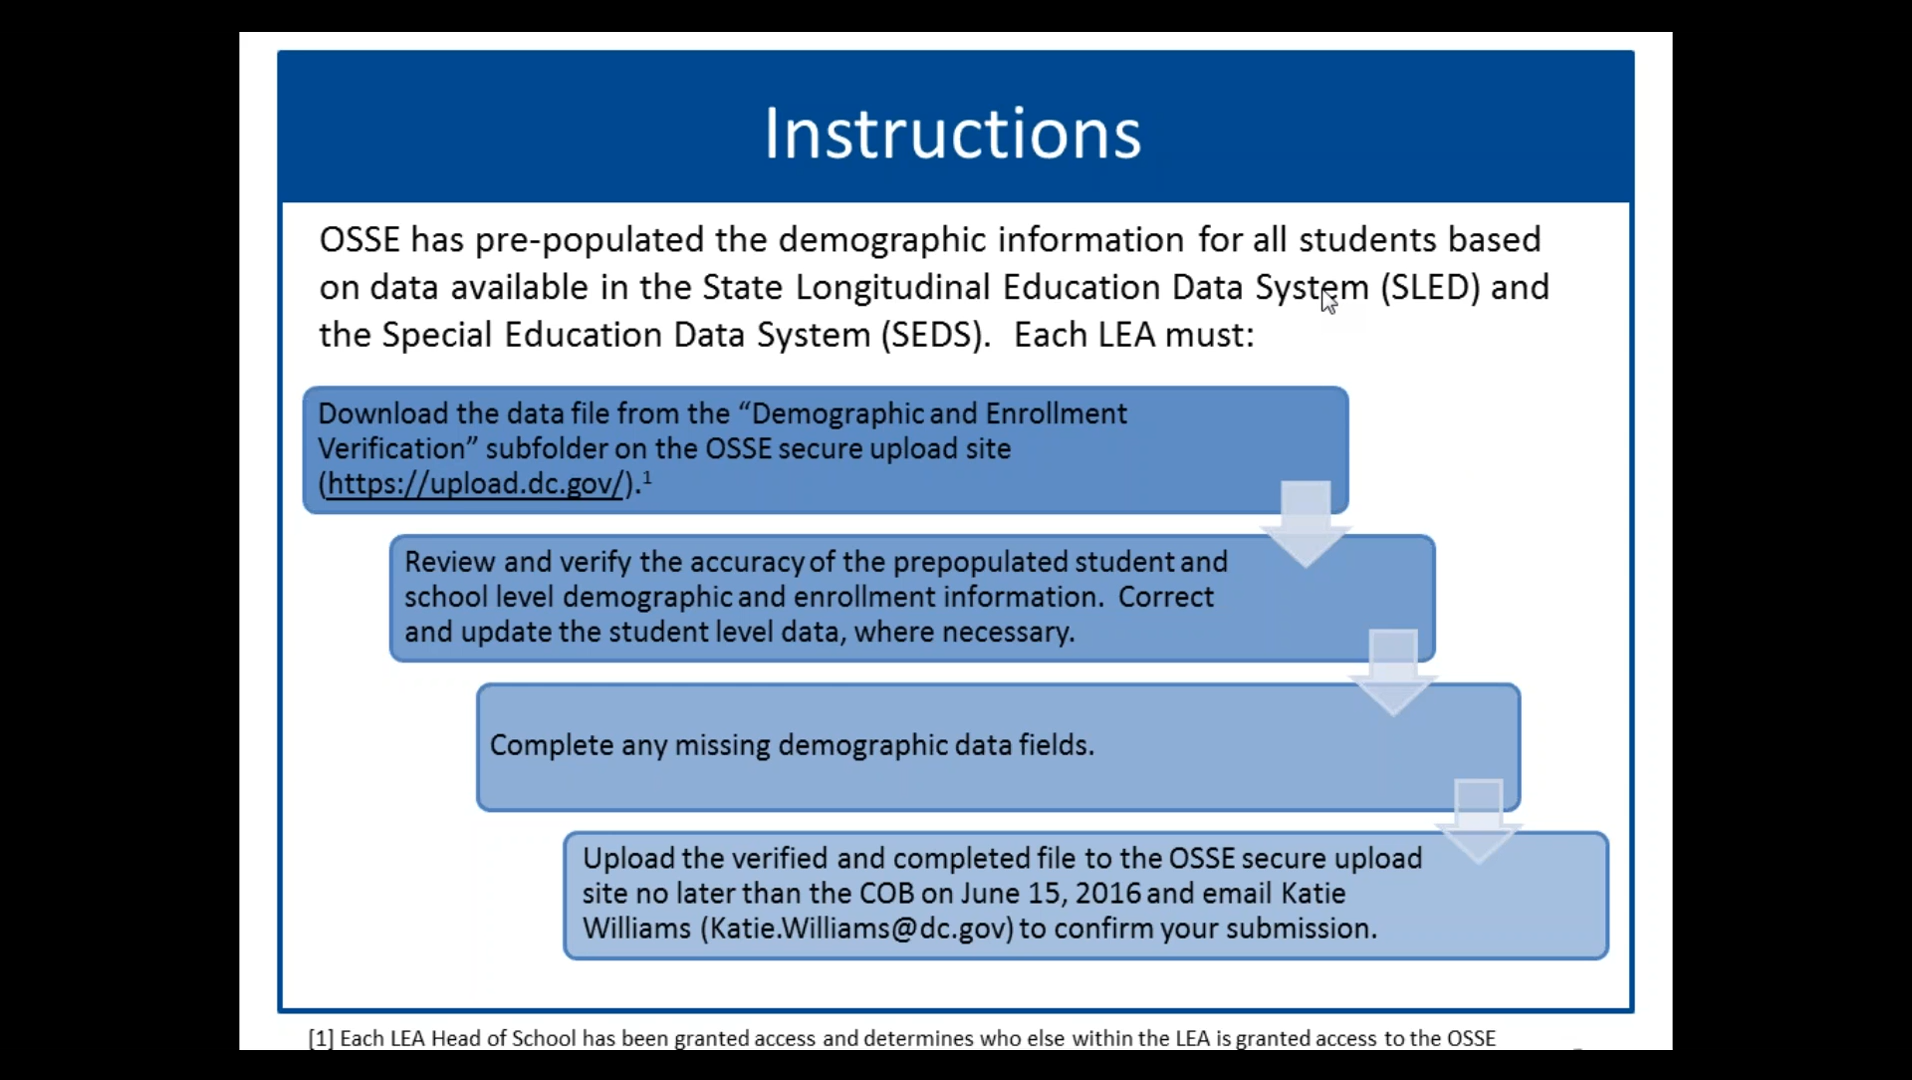 Instructions
OSSE has pre-populated the demographic information for all students based
on data available in the State Longitudinal Education Data System (SLED) and
the Special Education Data System (SEDS).  Each LEA must:
Download the data file from the “Demographic and Enrollment
Verification” subfolder on the OSSE secure upload site
(https://upload.dc.gov/).¹
Review and verify the accuracy of the prepopulated student and
school level demographic and enrollment information.  Correct
and update the student level data, where necessary.
Complete any missing demographic data fields.
Upload the verified and completed file to the OSSE secure upload
site no later than the COB on June 15, 2016 and email Katie
Williams (Katie.Williams@dc.gov) to confirm your submission.
[1] Each LEA Head of School has been granted access and determines who else within the LEA is granted access to the OSSE